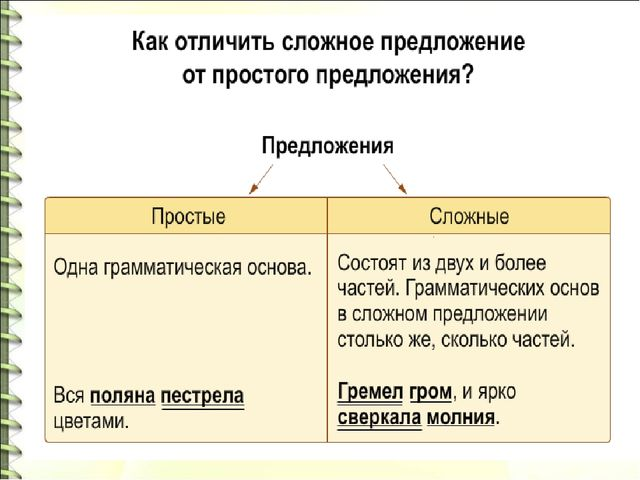 Как отличить сложное предложение
от простого предложения?
Предложения
Простые
Сложные
Одна грамматическая основа.
Вся поляна пестрела
цветами.
Состоят из двух и более
частей. Грамматических основ
в сложном предложении
столько же, сколько частей.
Гремел гром, и ярко
сверкала молния.